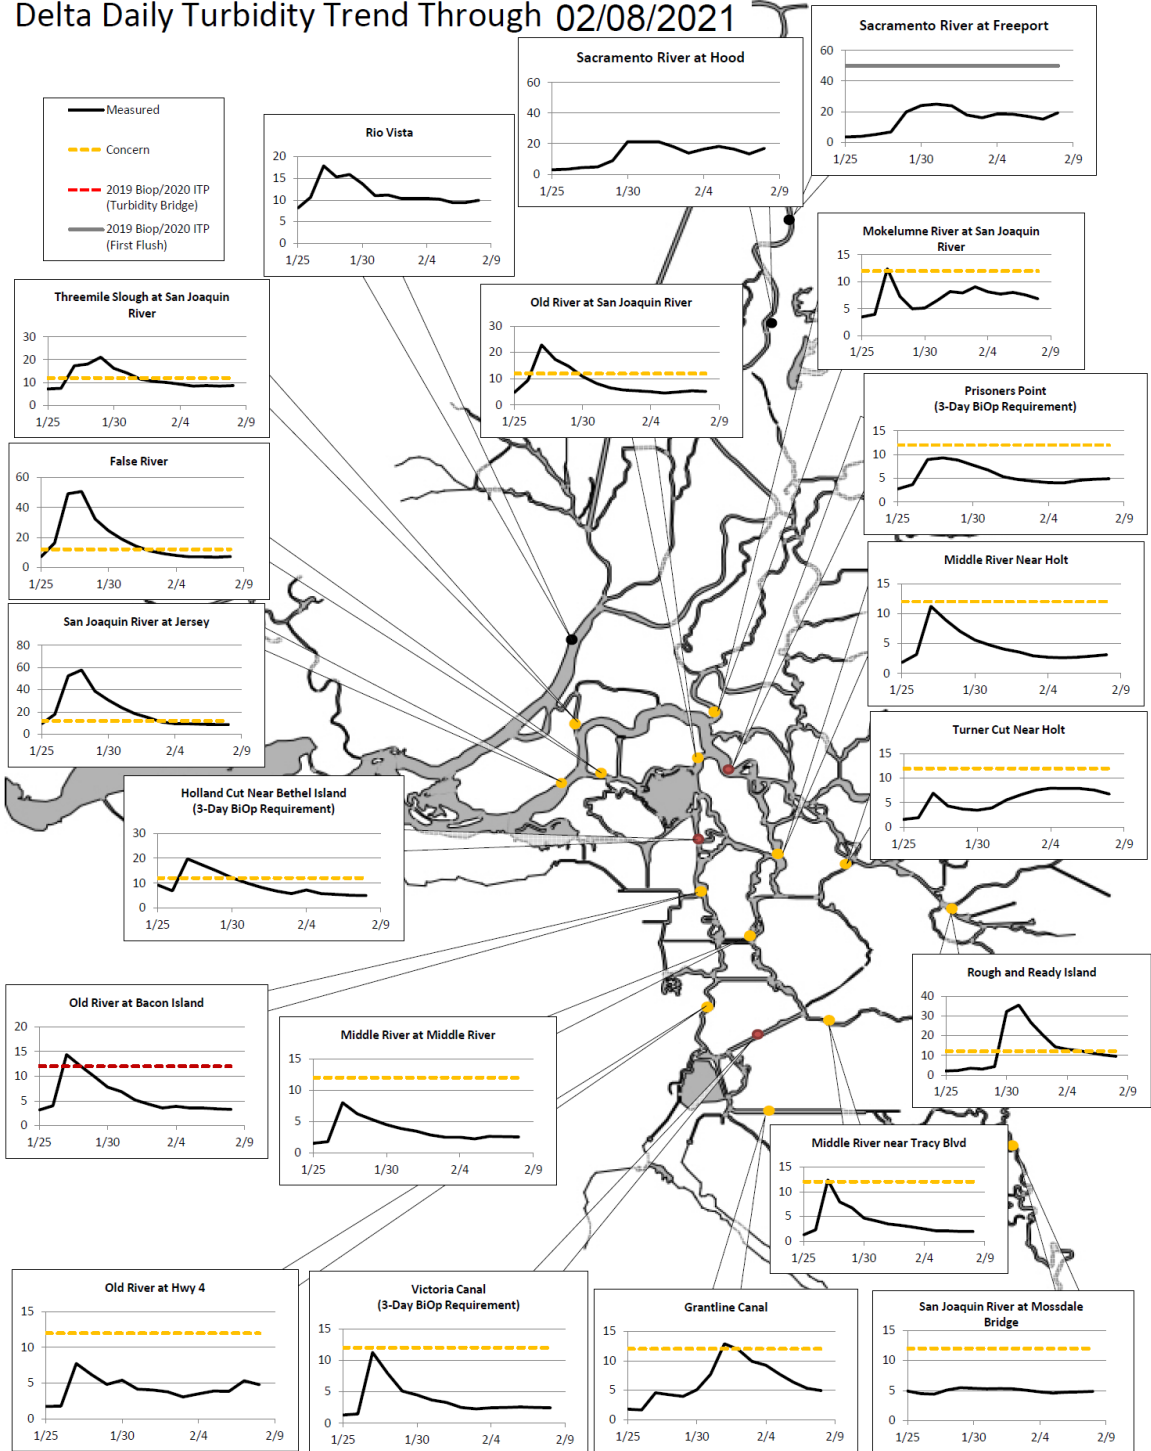 Delta Daily Turbidity Trend Through 02/08/2021
Measured
Concern
2019 Biop/2020 ITP
(Turbidity Bridge)
2019 Biop/2020 ITP
(First Flush)
Rio Vista
20
15
10
5
0
1/25 1/30 2/4 2/9
Sacramento River at Hood
60
40
20
0
1/25 1/30 2/4 2/9
Sacramento River at Freeport
60
40
20
0
1/25 1/30 2/4 2/9
Mokelumne River at San Joaquin
River
15
10
5
0
1/25 1/30 2/4 2/9
Threemile Slough at San Joaquin
River
30
20
10
0
1/25 1/30 2/4 2/9
Old River at San Joaquin River
30
20
10
0
1/25 1/30 2/4 2/9
Prisoners Point
(3-Day BiOp Requirement)
15
10
5
0
1/25 1/30 2/4 2/9
False River
60
40
20
0
1/25 1/30 2/4 2/9
Middle River Near Holt
15
10
5
0
1/25 1/30 2/4 2/9
San Joaquin River at Jersey
80
60
40
20
0
1/25 1/30 2/4 2/9
Turner Cut Near Holt
15
10
5
0
1/25 1/30 2/4 2/9
Holland Cut Near Bethel Island
(3-Day BiOp Requirement)
30
20
10
0
1/25 1/30 2/4 2/9
Rough and Ready Island
40
30
20
10
0
1/25 1/30 2/4 2/9
Old River at Bacon Island
20
15
10
5
0
1/25 1/30 2/4 2/9
Middle River at Middle River
15
10
5
0
1/25 1/30 2/4 2/9
Middle River near Tracy Blvd
15
10
5
0
1/25 1/30 2/4 2/9
Old River at Hwy 4
15
10
5
0
1/25 1/30 2/4 2/9
Victoria Canal
(3-Day BiOp Requirement)
15
10
5
0
1/25 1/30 2/4 2/9
Grantline Canal
15
10
5
0
1/25 1/30 2/4 2/9
San Joaquin River at Mossdale
Bridge
15
10
5
0
1/25 1/30 2/4 2/9